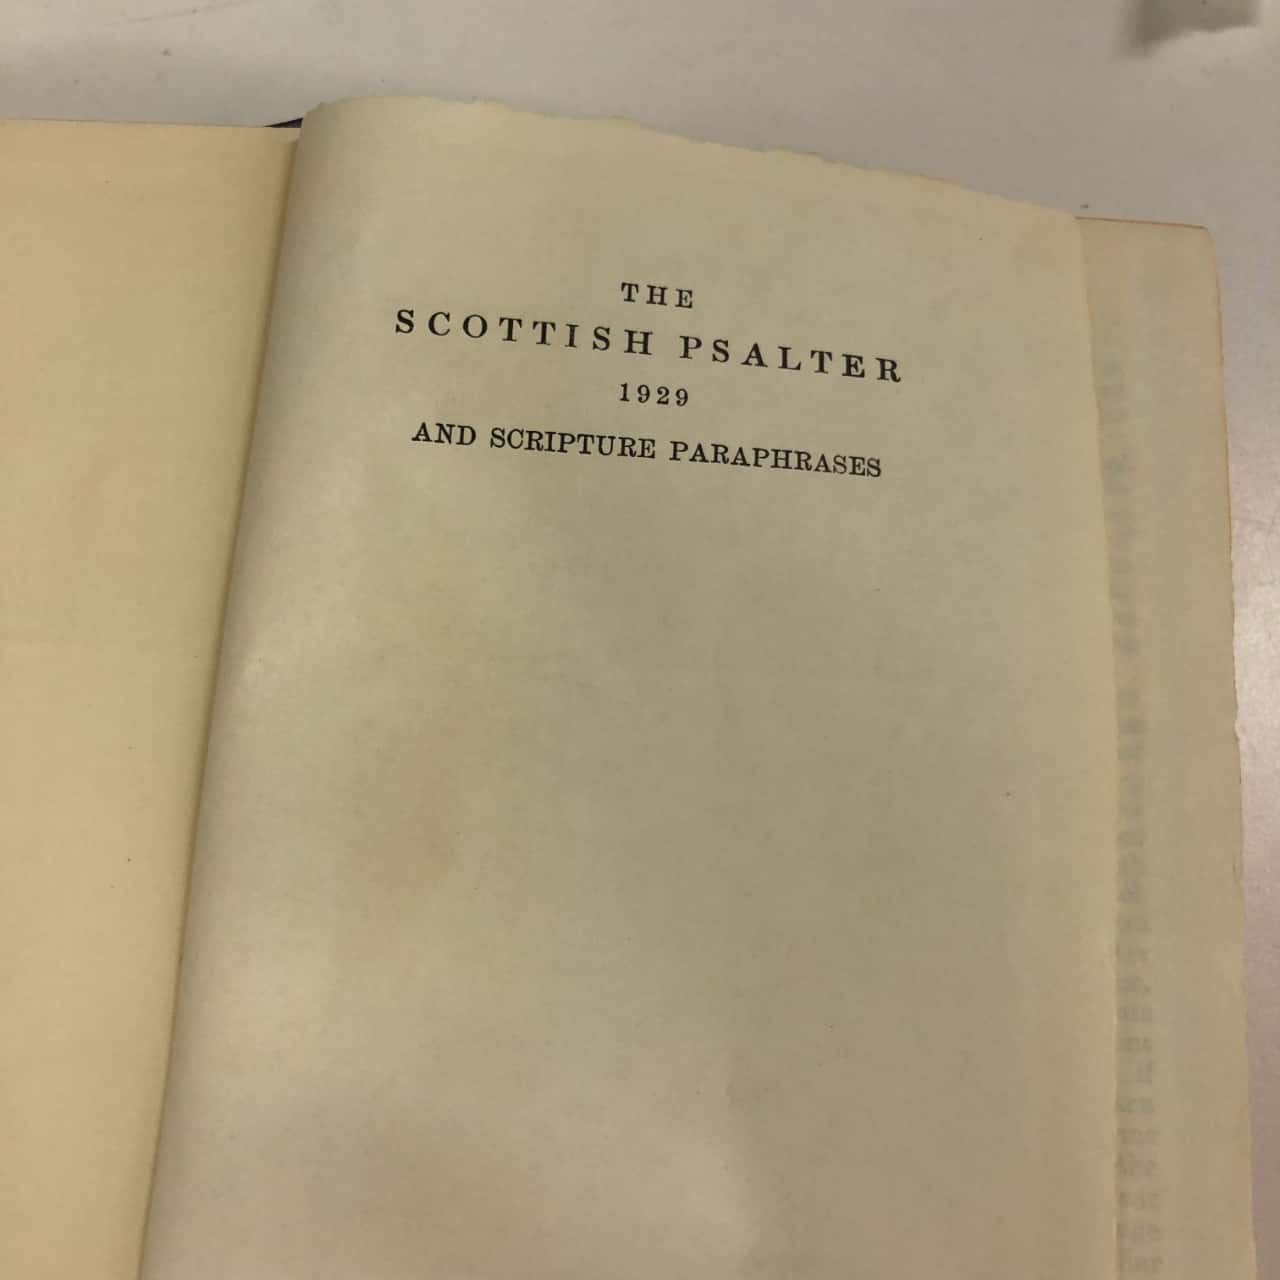 THE
SCOTTISH PSALTER
1929
AND SCRIPTURE PARAPHRASES